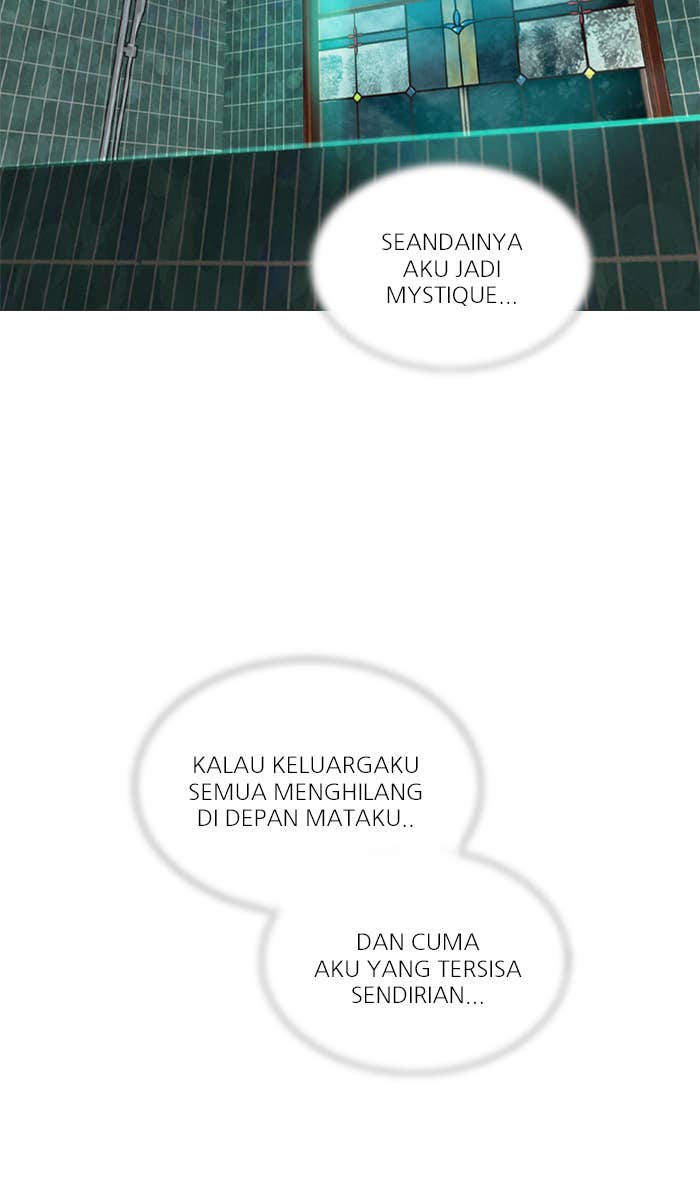 SEANDAINYA
AKU JADI
MYSTIQUE...
KALAU KELUARGAKU
SEMUA MENGHILANG
DI DEPAN MATAKU..
DAN CUMA
AKU YANG TERSISA
SENDIRIAN...